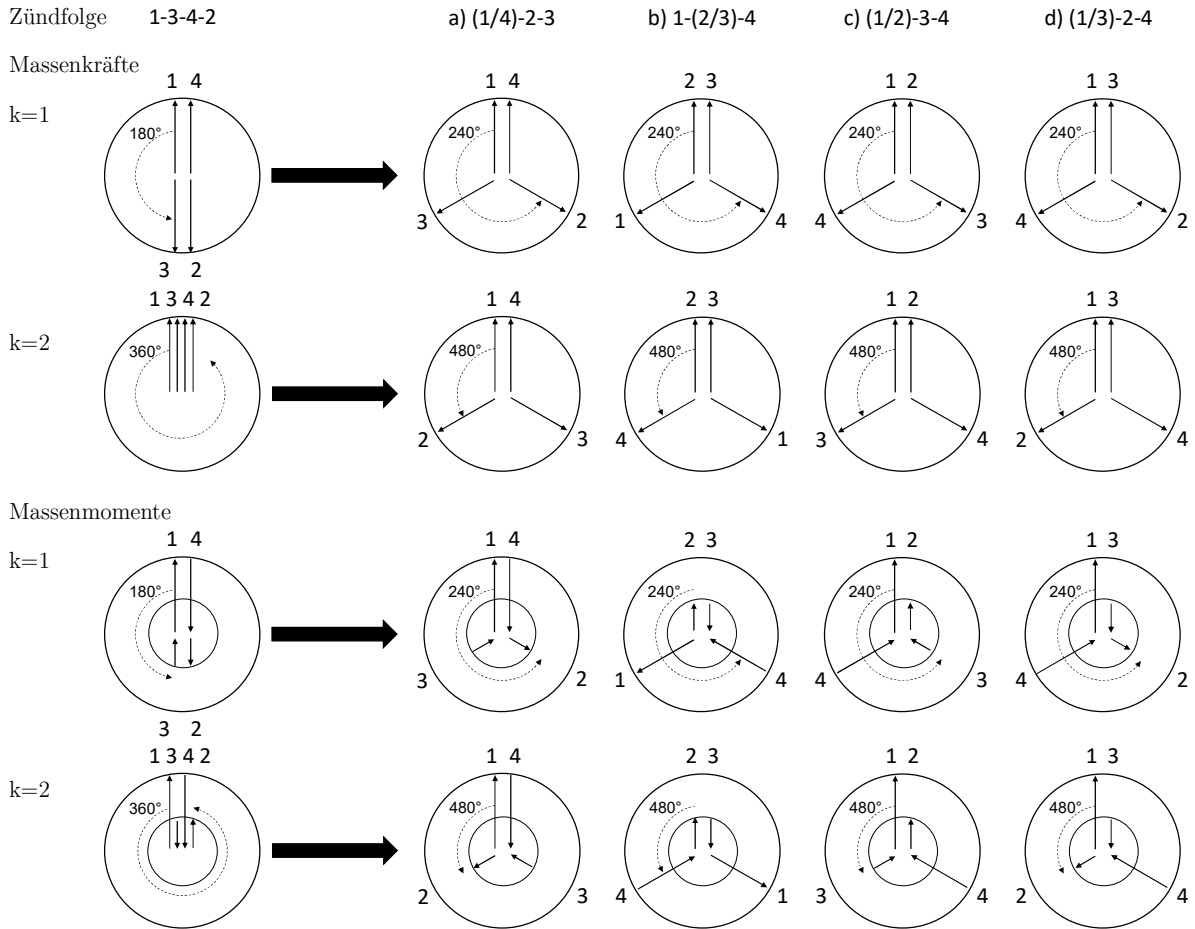 Zündfolge 1-3-4-2 a) (1/4)-2-3 b) 1-(2/3)-4 c) (1/2)-3-4 d) (1/3)-2-4
Massenkräfte
1 4 1 4 2 3 1 2 1 3
k=1
180° 240° 240° 240° 240°
3 2 1 4 4 3 4 2
3 2
1 3 4 2 1 4 2 3 1 2 1 3
k=2
360° 480° 480° 480° 480°
2 3 4 1 3 4 2 4
Massenmomente
1 4 1 4 2 3 1 2 1 3
k=1
180° 240° 240° 240° 240°
3 2 1 4 4 3 4 2
3 2
1 3 4 2 1 4 2 3 1 2 1 3
k=2
360° 480° 480° 480° 480°
2 3 4 1 3 4 2 4